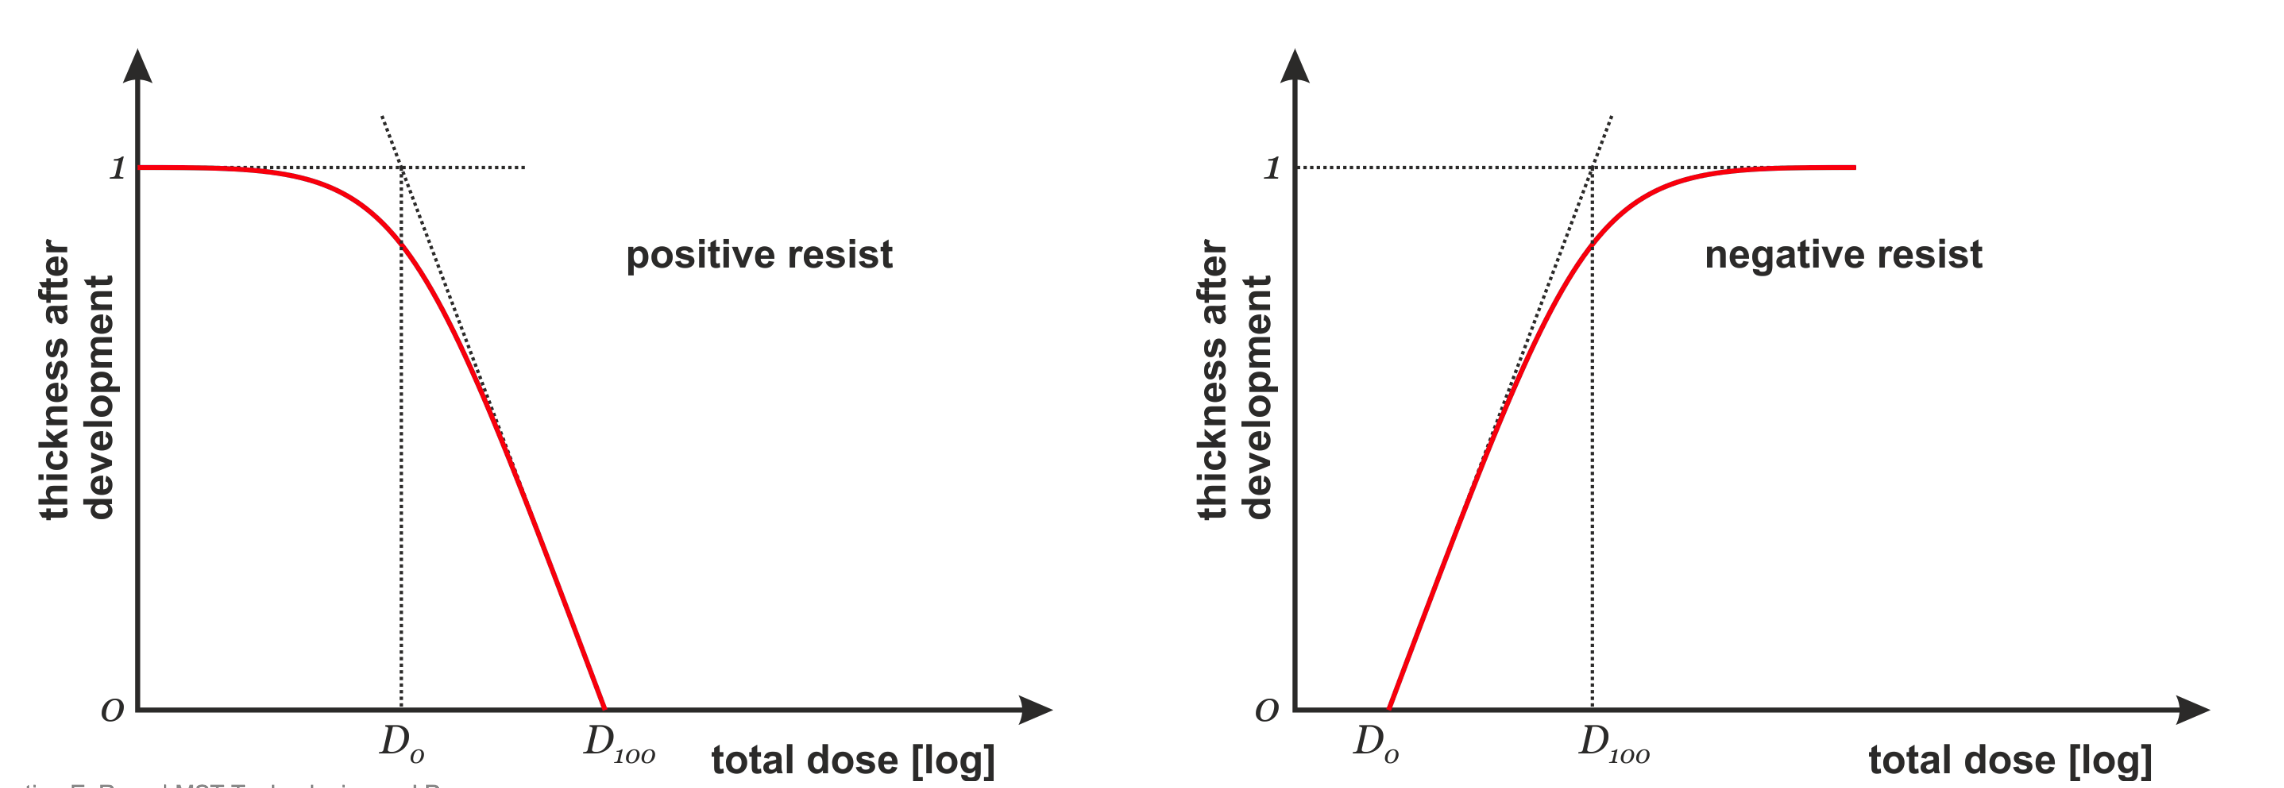 1
thickness after
development
positive resist
0
D0
D100
total dose [log]
1
thickness after
development
negative resist
0
D0
D100
total dose [log]